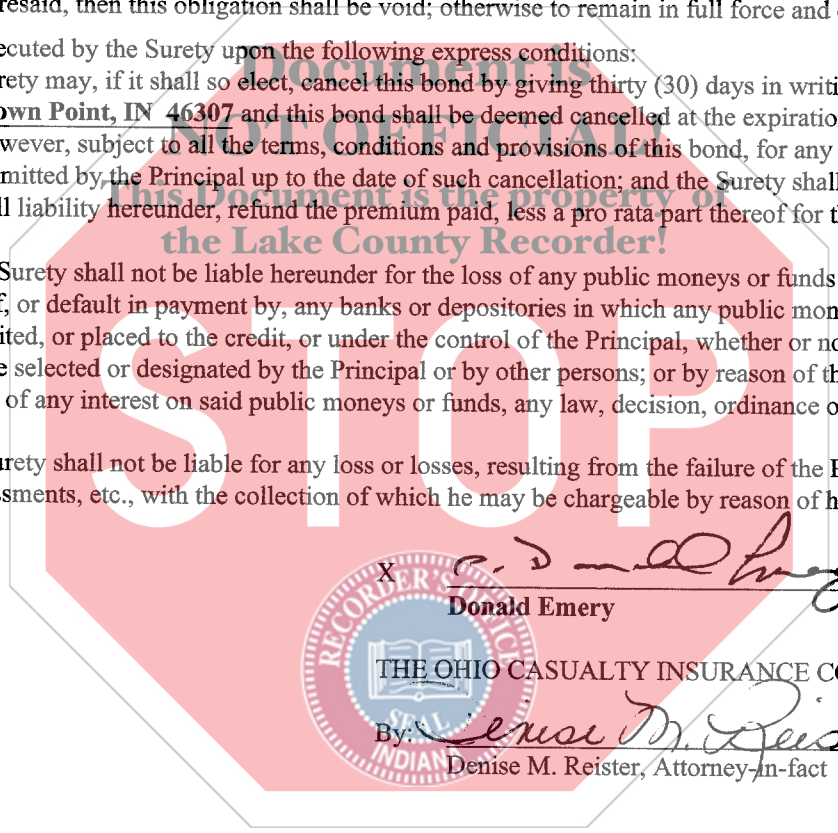 resaid, then this obligation shall be void; otherwise to remain in full force and
ecuted by the Surety upon the following express conditions:
Document is
rety may, if it shall so elect, cancel this bond by giving thirty (30) days in writi
own Point, IN 46307 and this bond shall be deemed cancelled at the expiratio
NOT OFFICIAL!
wever, subject to all the terms, conditions and provisions of this bond, for any
mitted by the Principal up to the date of such cancellation; and the Surety shall
This Document is the property of
ll liability hereunder, refund the premium paid, less a pro rata part thereof for t
the Lake County Recorder!
Surety shall not be liable hereunder for the loss of any public moneys or funds
f, or default in payment by, any banks or depositories in which any public mon
ited, or placed to the credit, or under the control of the Principal, whether or no
STOP
e selected or designated by the Principal or by other persons; or by reason of th
of any interest on said public moneys or funds, any law, decision, ordinance o
urety shall not be liable for any loss or losses, resulting from the failure of the P
ssments, etc., with the collection of which he may be chargeable by reason of h
X
Donald Emery
RECORDER'S OFFICE
SEAL
INDIANA
THE OHIO CASUALTY INSURANCE CO
By: Denise M. Reis
Denise M. Reister, Attorney-in-fact